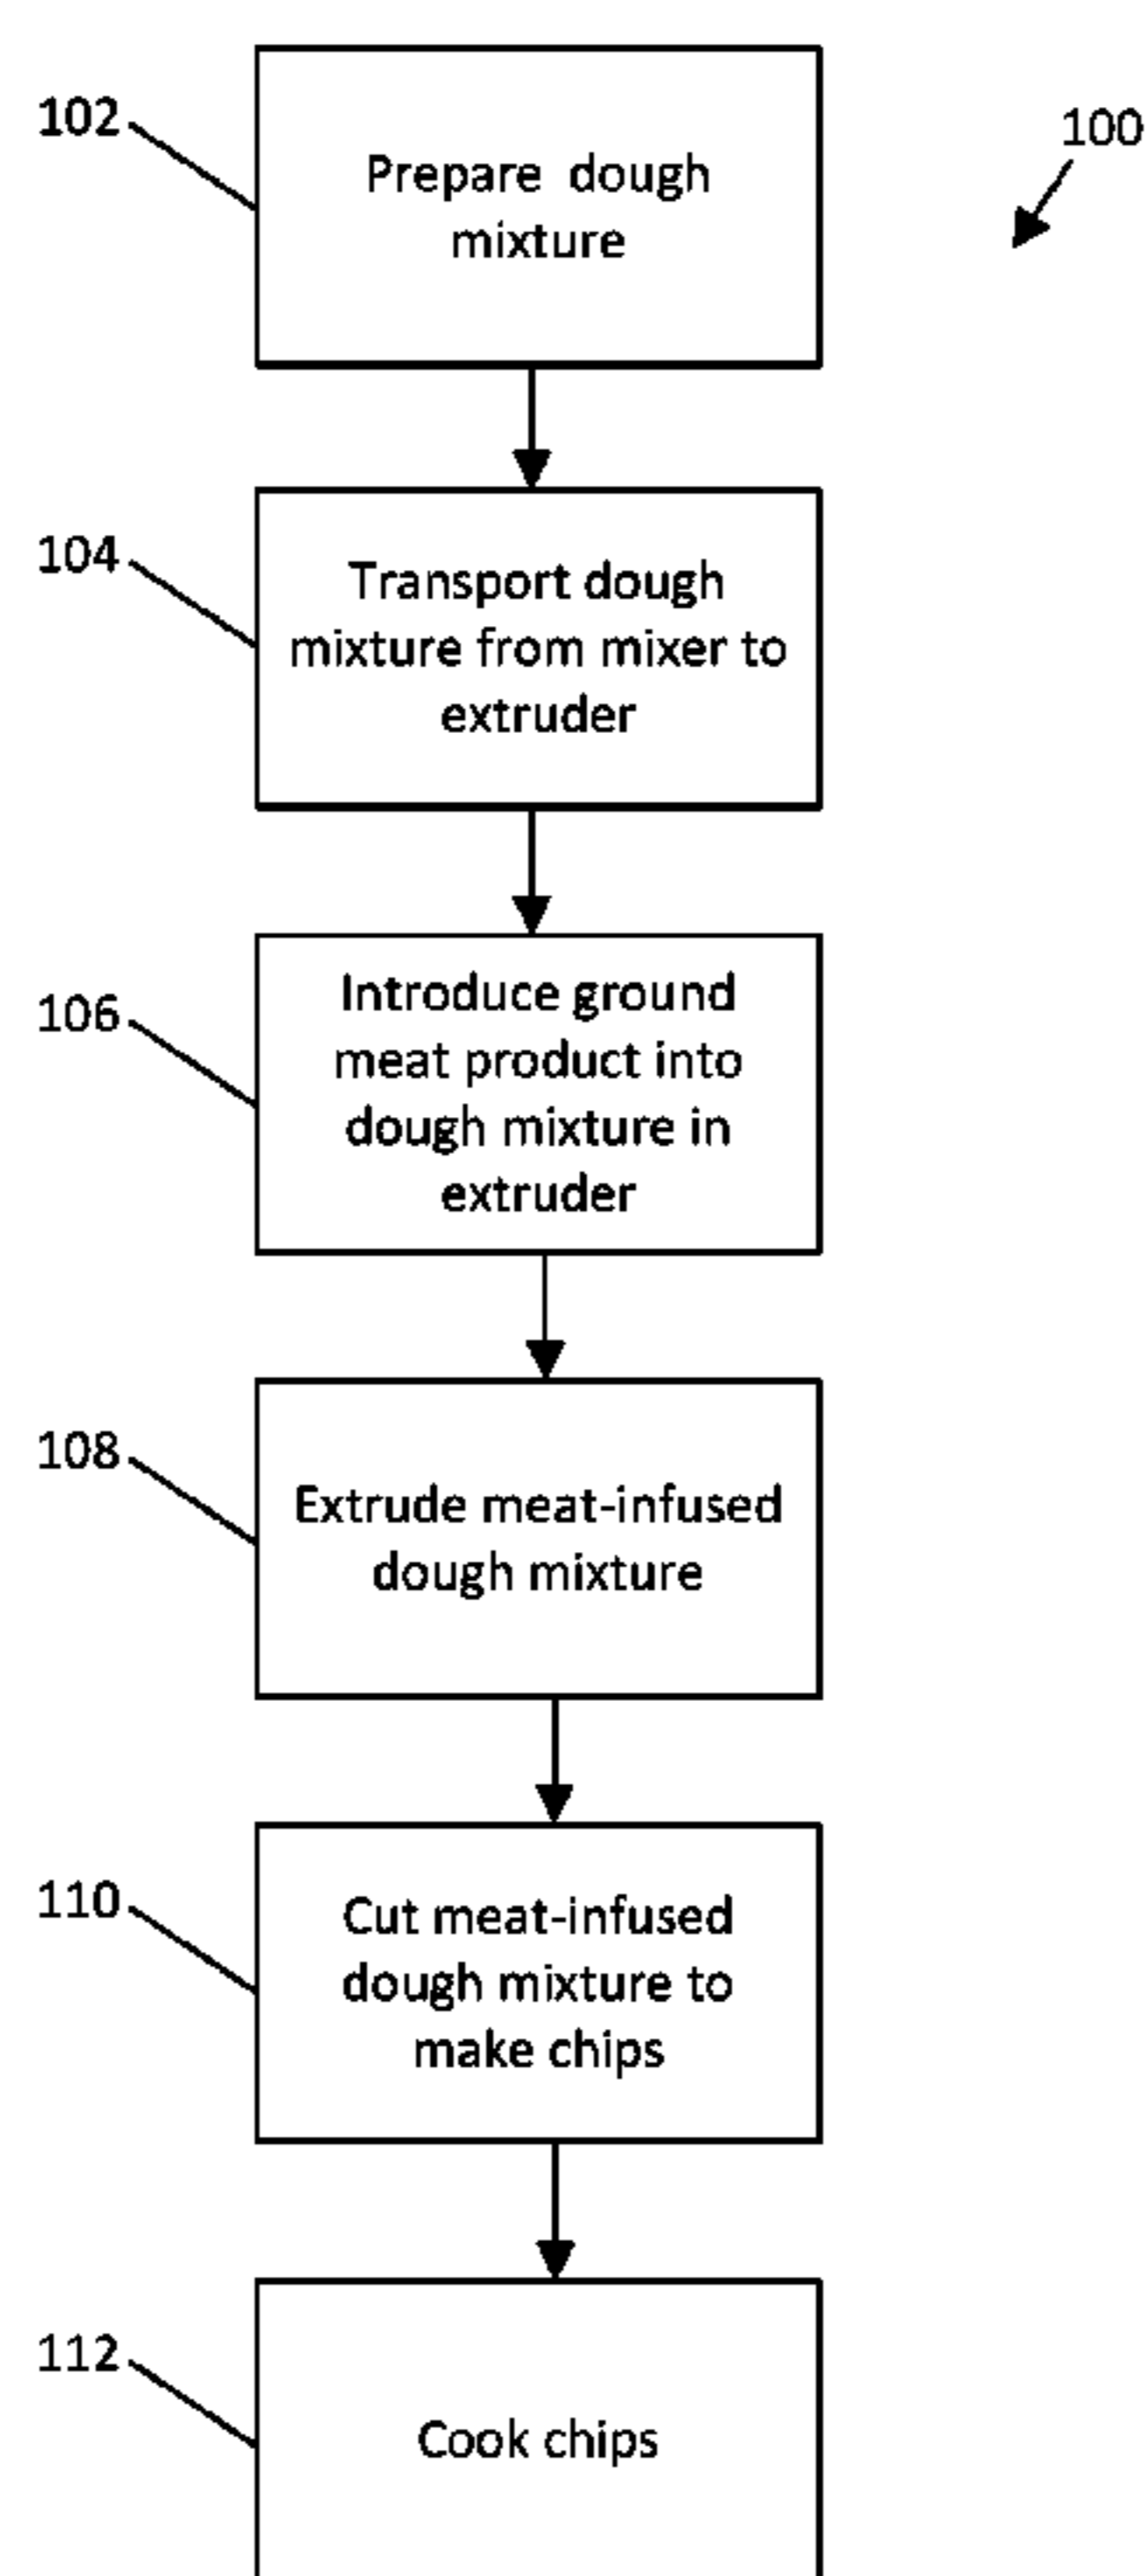 100
102
Prepare dough
mixture
104
Transport dough
mixture from mixer to
extruder
106
Introduce ground
meat product into
dough mixture in
extruder
108
Extrude meat-infused
dough mixture
110
Cut meat-infused
dough mixture to
make chips
112
Cook chips